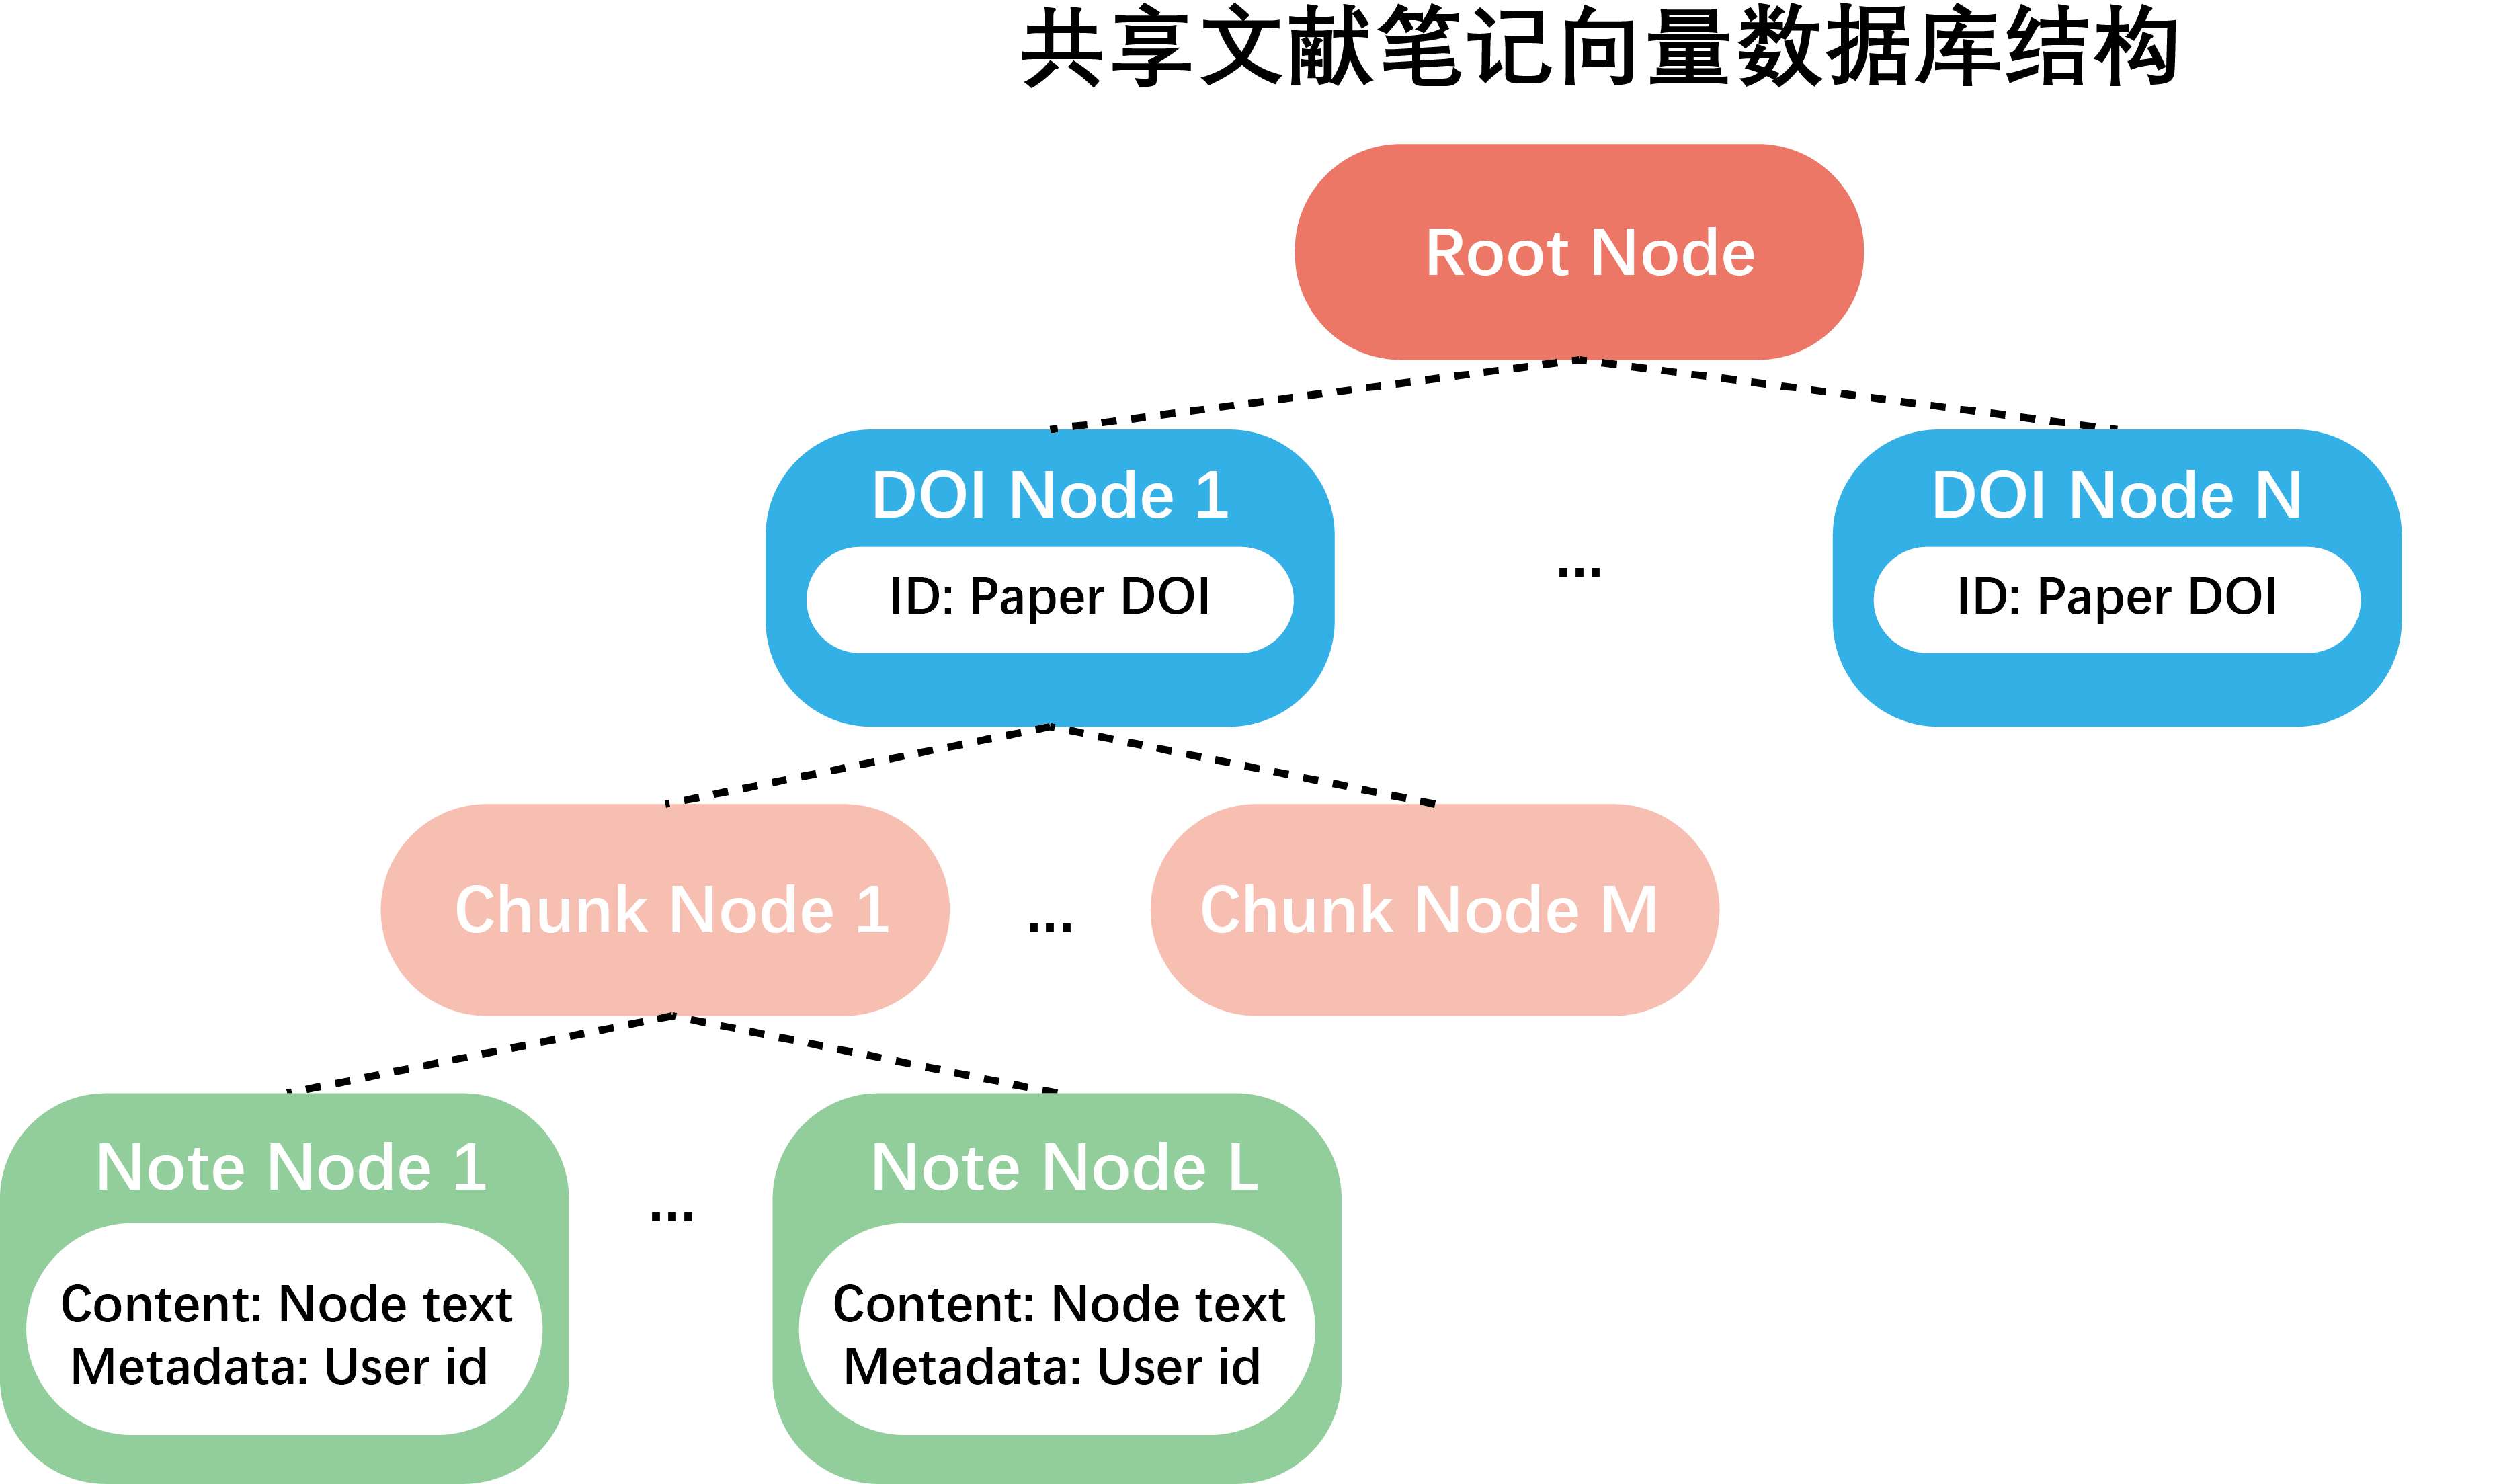 共享文献笔记向量数据库结构
Root Node
DOI Node 1
ID: Paper DOI
...
DOI Node N
ID: Paper DOI
Chunk Node 1
...
Chunk Node M
Note Node 1
Content: Node text
Metadata: User id
...
Note Node L
Content: Node text
Metadata: User id